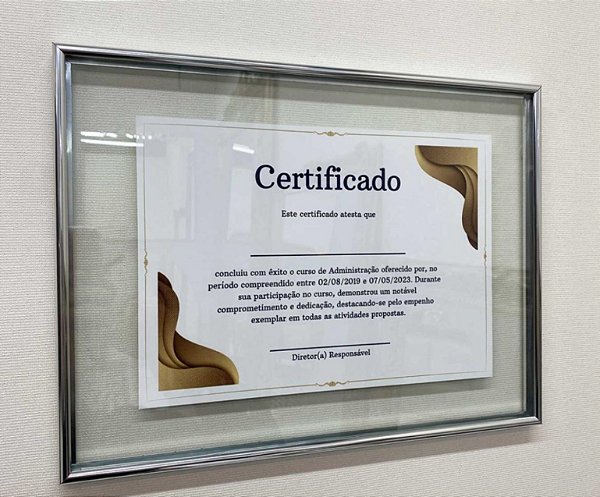 Certificado
Este certificado atesta que
concluiu com êxito o curso de Administração oferecido por, no
período compreendido entre 02/08/2019 e 07/05/2023. Durante
sua participação no curso, demonstrou um notável
comprometimento e dedicação, destacando-se pelo empenho
exemplar em todas as atividades propostas.
Diretor(a) Responsável